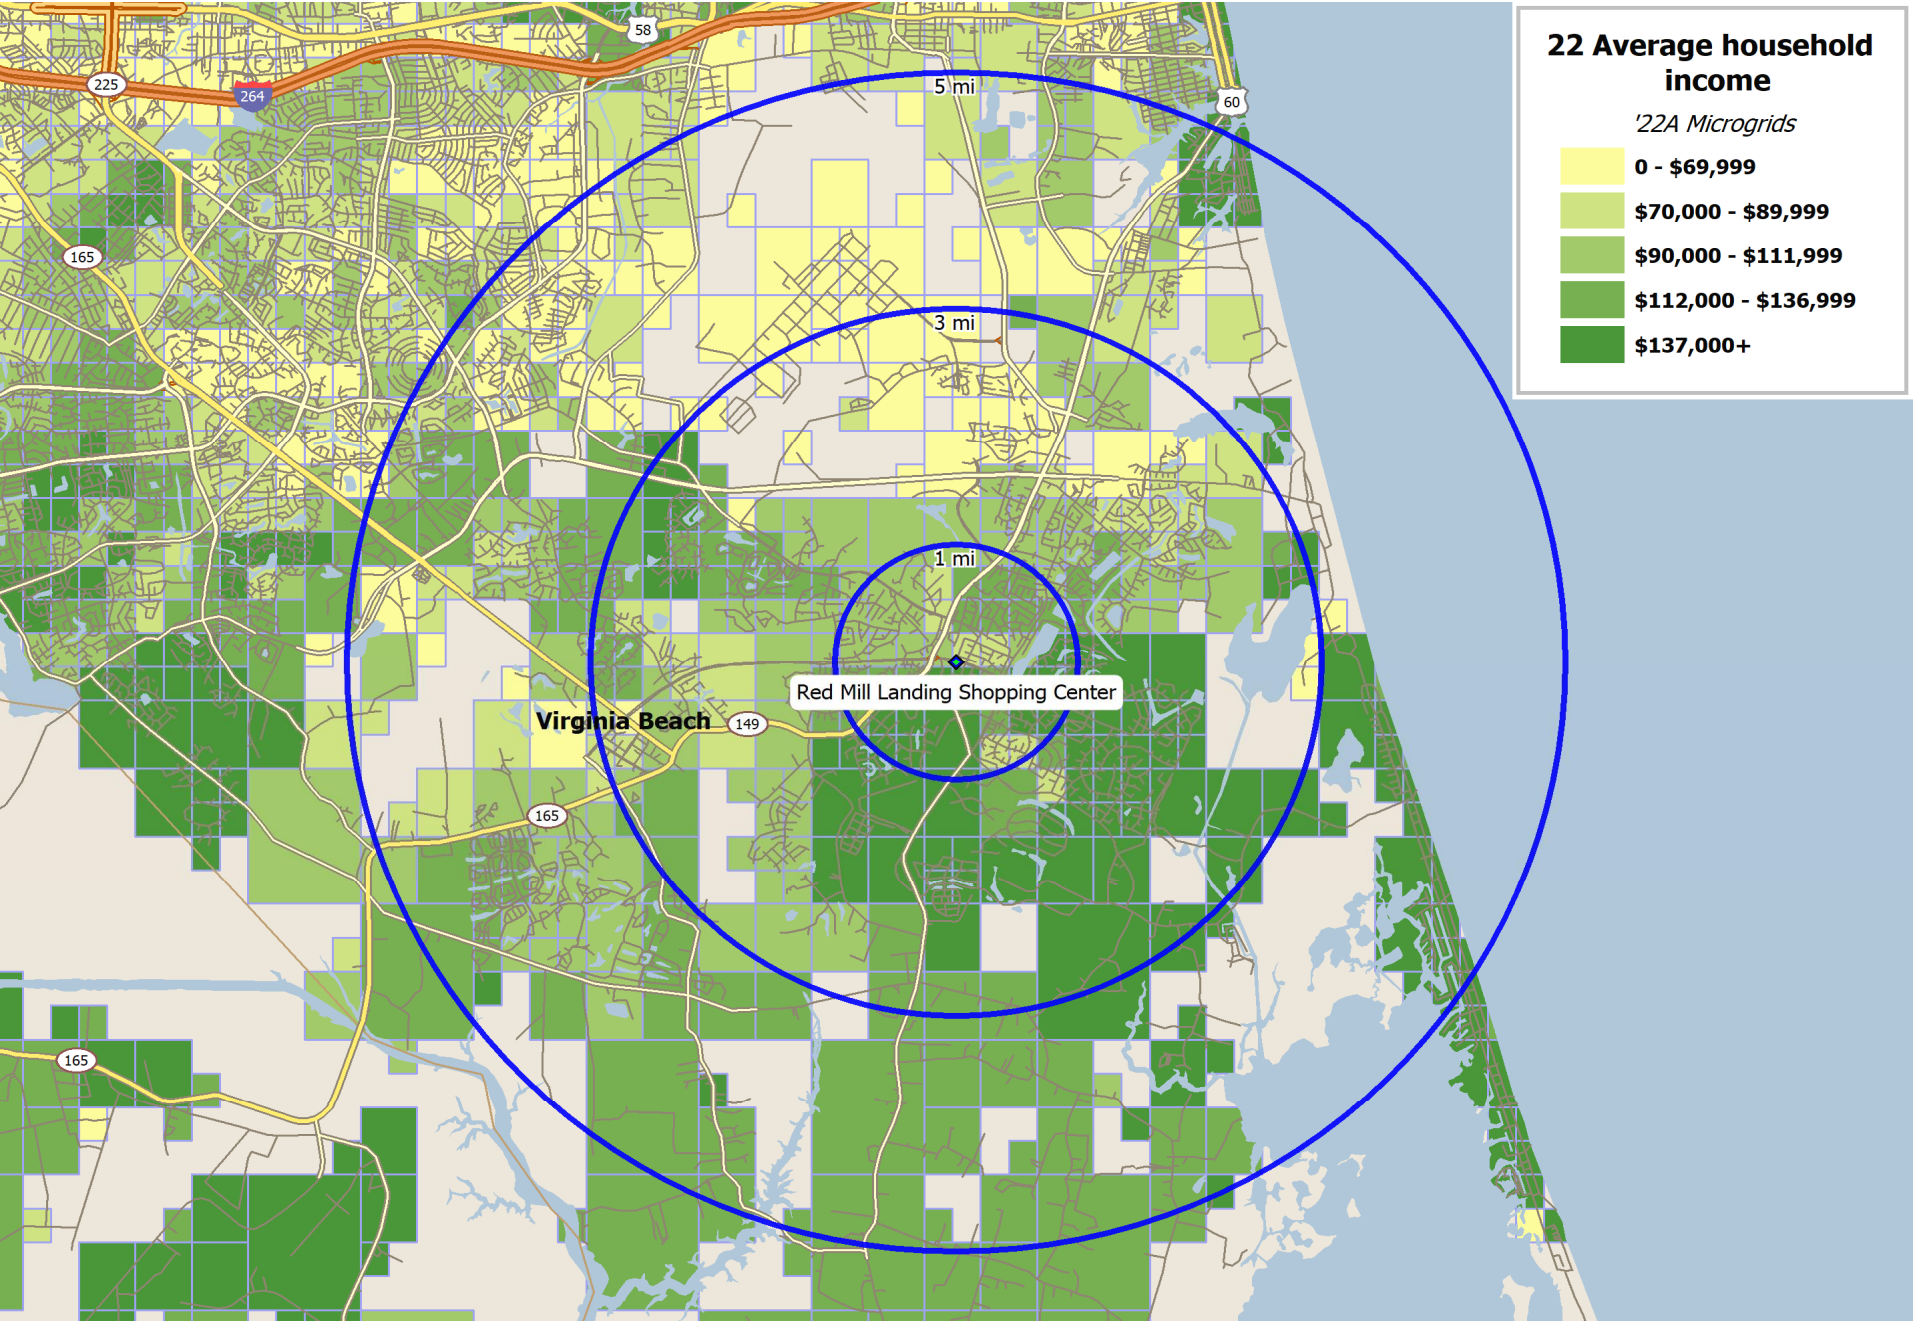 22 Average household
income
'22A Microgrids
0 - $69,999
$70,000 - $89,999
$90,000 - $111,999
$112,000 - $136,999
$137,000+
58
225
264
5 mi
60
165
3 mi
1 mi
Red Mill Landing Shopping Center
Virginia Beach
149
165
165